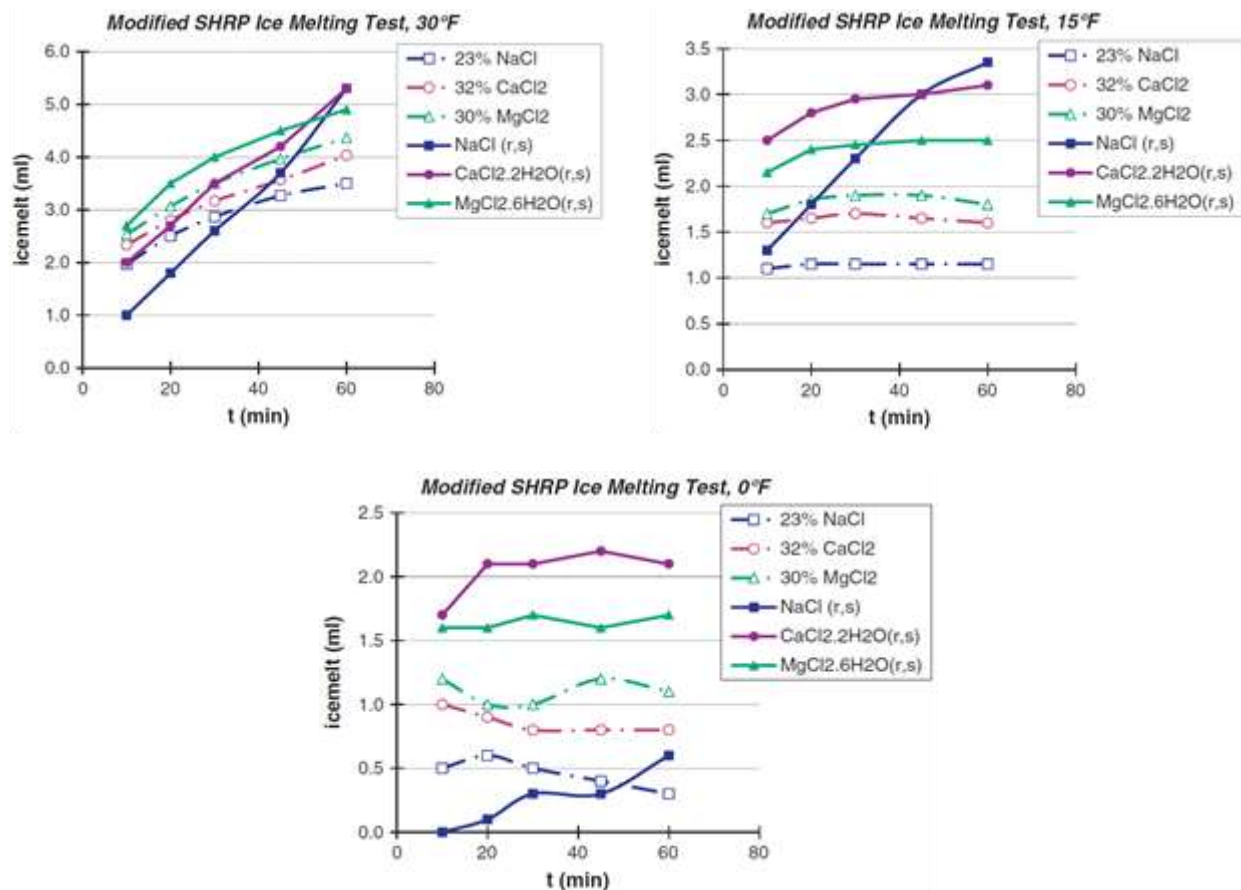 Modified SHRP Ice Melting Test, 30°F
6.0
5.0
4.0
3.0
2.0
1.0
0.0
icemelt (ml)
0
20
40
60
80
t (min)
23% NaCl
32% CaCl2
30% MgCl2
NaCl (r,s)
CaCl2.2H2O(r,s)
MgCl2.6H2O(r,s)
Modified SHRP Ice Melting Test, 15°F
3.5
3.0
2.5
2.0
1.5
1.0
0.5
0.0
icemelt (ml)
0
20
40
60
80
t (min)
23% NaCl
32% CaCl2
30% MgCl2
NaCl (r,s)
CaCl2.2H2O(r,s)
MgCl2.6H2O(r,s)
Modified SHRP Ice Melting Test, 0°F
2.5
2.0
1.5
1.0
0.5
0.0
icemelt (ml)
0
20
40
60
80
t (min)
23% NaCl
32% CaCl2
30% MgCl2
NaCl (r,s)
CaCl2.2H2O(r,s)
MgCl2.6H2O(r,s)